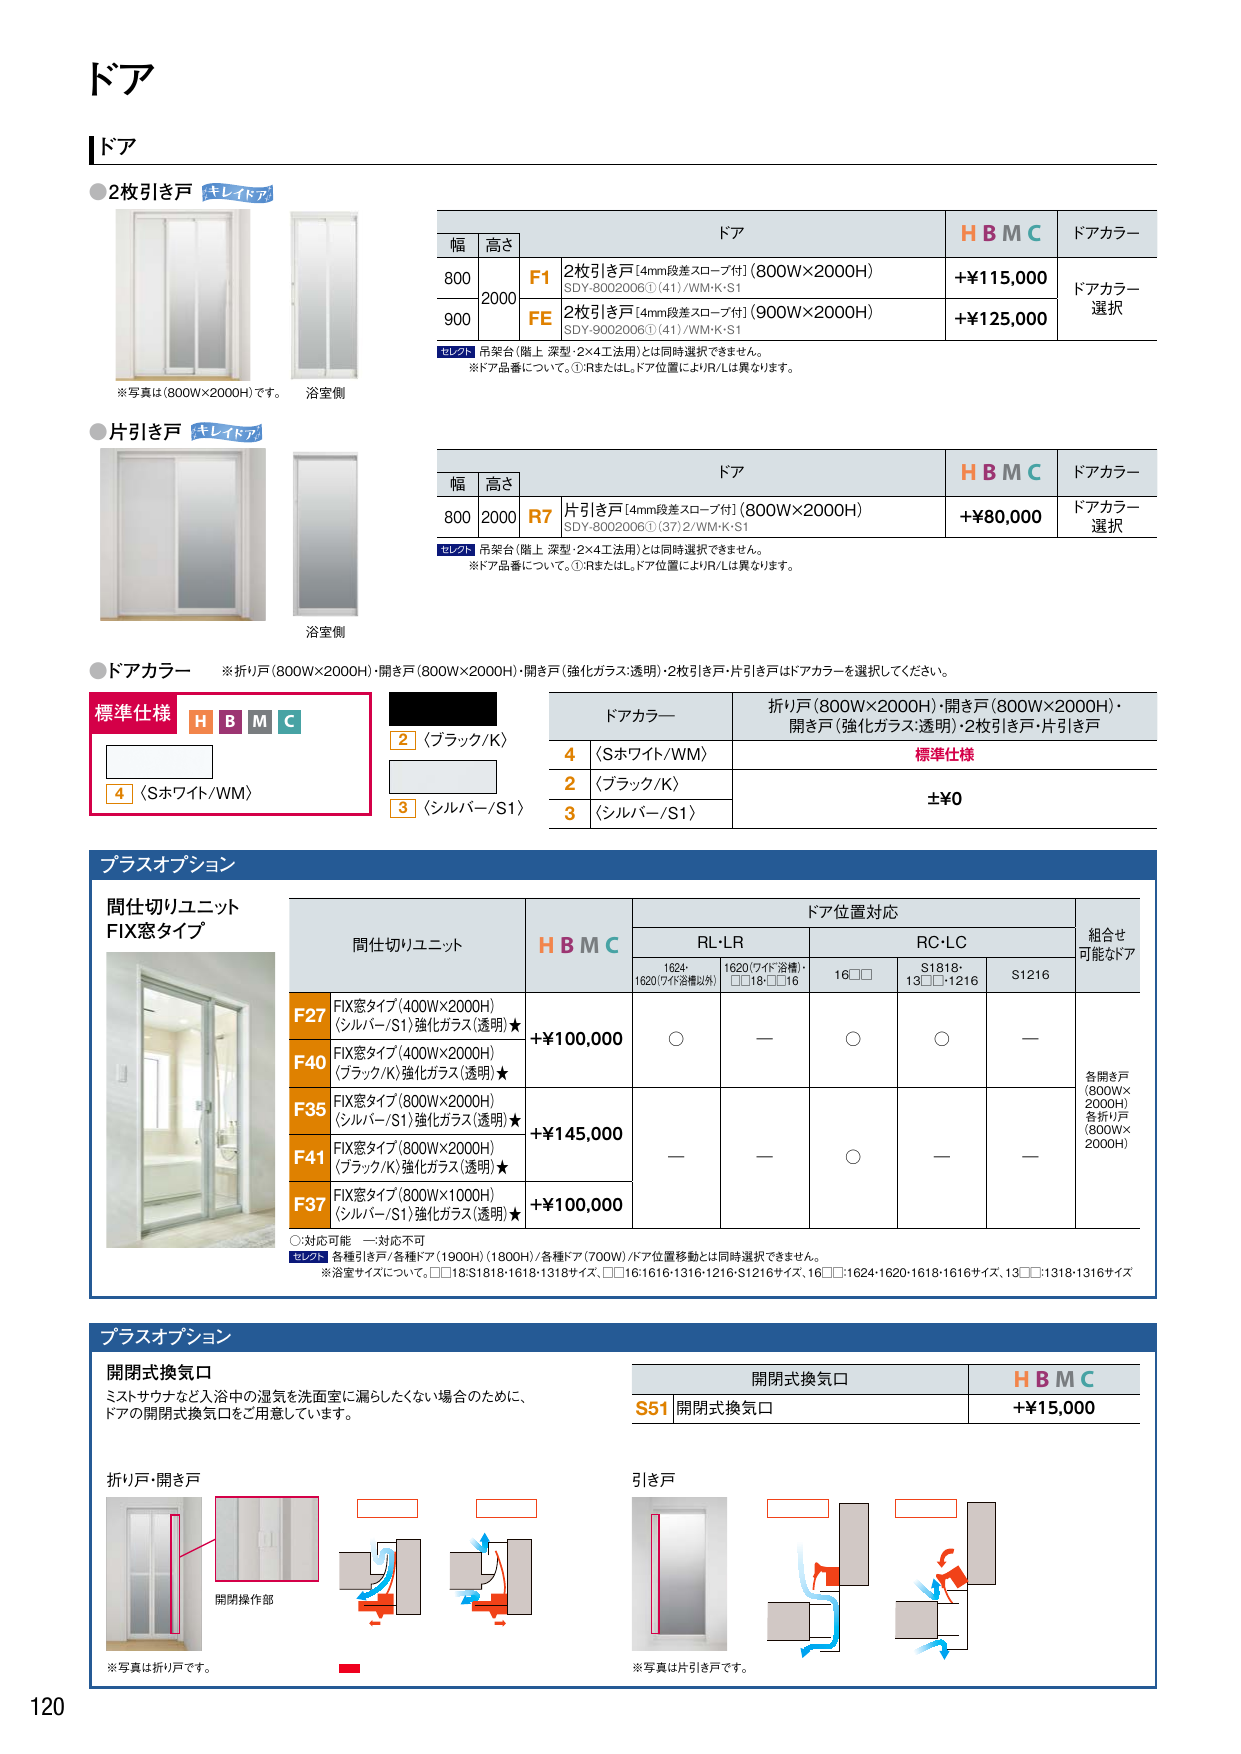 ドア
ドア
●2枚引き戸 キレイドア
※写真は(800W×2000H)です。 浴室側
ドア H B M C ドアカラー
幅 高さ
800 2000 F1 2枚引き戸[4mm段差スロープ付](800W×2000H) +¥115,000 ドアカラー選択
SDY-8002006①(41)/WM・K・S1
900 FE 2枚引き戸[4mm段差スロープ付](900W×2000H) +¥125,000
SDY-9002006①(41)/WM・K・S1
セレクト 吊架台(階上 深型・2×4工法用)とは同時選択できません。
※ドア品番について。①:RまたはL。ドア位置によりR/Lは異なります。
●片引き戸 キレイドア
浴室側
ドア H B M C ドアカラー
幅 高さ
800 2000 R7 片引き戸[4mm段差スロープ付](800W×2000H) +¥80,000 ドアカラー選択
SDY-8002006①(37)2/WM・K・S1
セレクト 吊架台(階上 深型・2×4工法用)とは同時選択できません。
※ドア品番について。①:RまたはL。ドア位置によりR/Lは異なります。
●ドアカラー ※折り戸(800W×2000H)・開き戸(800W×2000H)・開き戸(強化ガラス:透明)・2枚引き戸・片引き戸はドアカラーを選択してください。
標準仕様 H B M C
4 〈Sホワイト/WM〉
2 〈ブラック/K〉
3 〈シルバー/S1〉
ドアカラー 折り戸(800W×2000H)・開き戸(800W×2000H)・
開き戸(強化ガラス:透明)・2枚引き戸・片引き戸
4 〈Sホワイト/WM〉 標準仕様
2 〈ブラック/K〉 ±¥0
3 〈シルバー/S1〉
プラスオプション
間仕切りユニット
FIX窓タイプ
間仕切りユニット H B M C ドア位置対応 組合せ可能なドア
RL・LR RC・LC
1624・1620(ワイド浴槽以外) 1620(ワイド浴槽)・□□18・□□16 16□□ S1818・13□□・1216 S1216
F27 FIX窓タイプ(400W×2000H)
〈シルバー/S1〉強化ガラス(透明)★ +¥100,000 ○ ― ○ ○ ―
F40 FIX窓タイプ(400W×2000H)
〈ブラック/K〉強化ガラス(透明)★
各開き戸
(800W×
2000H)
各折り戸
(800W×
2000H)
F35 FIX窓タイプ(800W×2000H)
〈シルバー/S1〉強化ガラス(透明)★ +¥145,000
F41 FIX窓タイプ(800W×2000H)
〈ブラック/K〉強化ガラス(透明)★ ― ― ○ ― ―
F37 FIX窓タイプ(800W×1000H)
〈シルバー/S1〉強化ガラス(透明)★ +¥100,000
○:対応可能 ―:対応不可
セレクト 各種引き戸/各種ドア(1900H)(1800H)/各種ドア(700W)/ドア位置移動とは同時選択できません。
※浴室サイズについて。□□18:S1818・1618・1318サイズ、□□16:1616・1316・1216・S1216サイズ、16□□:1624・1620・1618・1616サイズ、13□□:1318・1316サイズ
プラスオプション
開閉式換気口
ミストサウナなど入浴中の湿気を洗面室に漏らしたくない場合のために、
ドアの開閉式換気口をご用意しています。
開閉式換気口 H B M C
S51 開閉式換気口 +¥15,000
折り戸・開き戸
開閉操作部
※写真は折り戸です。
引き戸
※写真は片引き戸です。
120